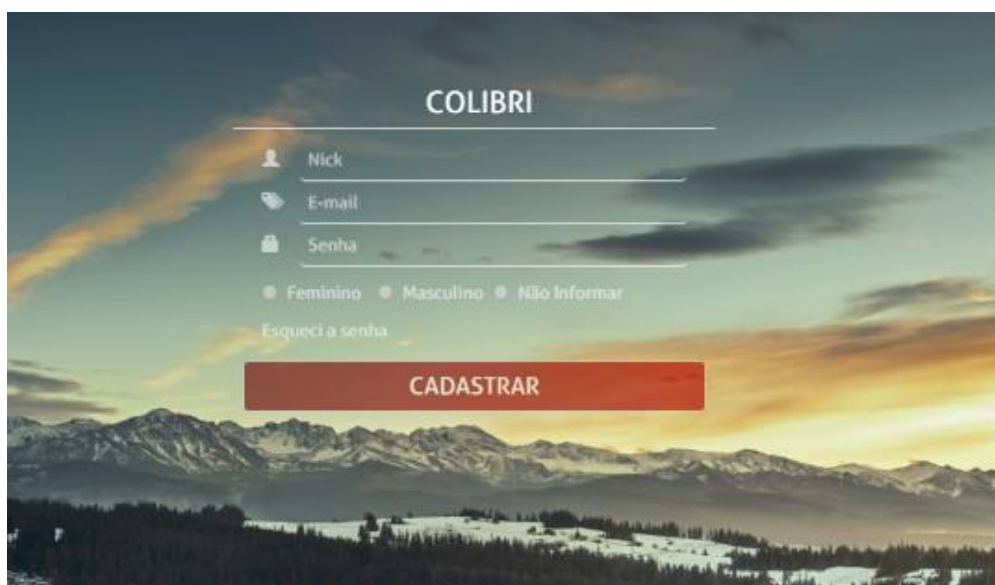 COLIBRI
Nick
E-mail
Senha
Feminino Masculino Não Informar
Esqueci a senha
CADASTRAR